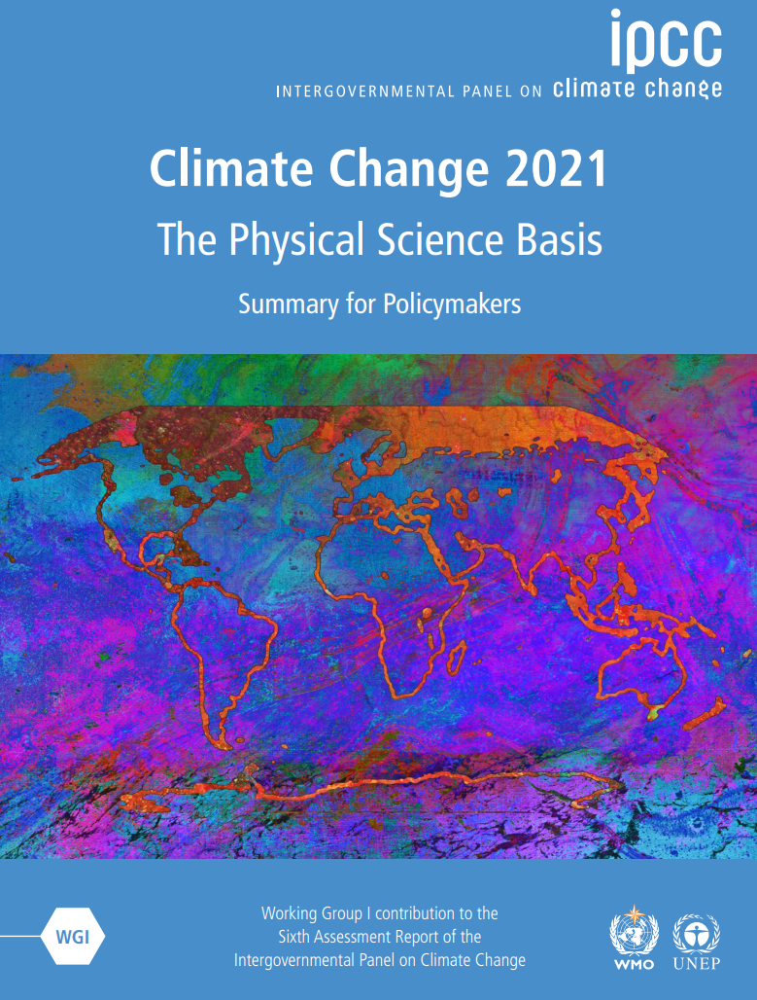 ipcc
INTERGOVERNMENTAL PANEL ON climate change
Climate Change 2021
The Physical Science Basis
Summary for Policymakers
WGI
Working Group I contribution to the
Sixth Assessment Report of the
Intergovernmental Panel on Climate Change
WMO
UNEP